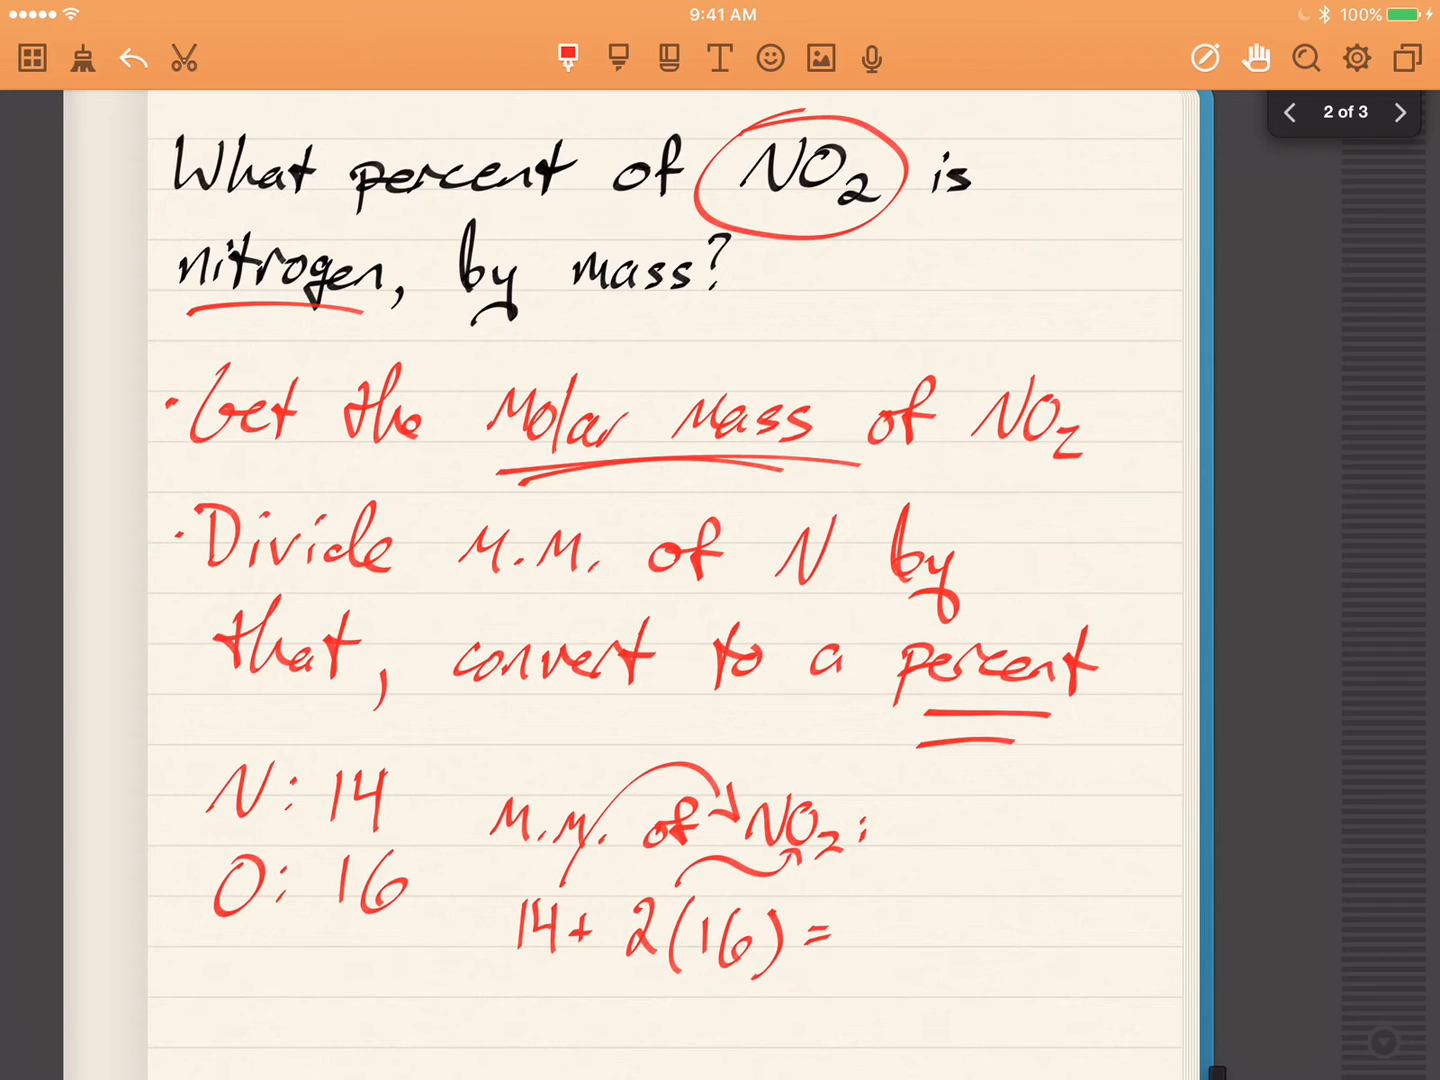 9:41 AM
100%
2 of 3
What percent of NO₂ is
nitrogen, by mass?
· Get the Molar Mass of NO₂
· Divide M.M. of N by
that, convert to a percent
N: 14
O: 16
M.M. of NO₂:
14 + 2(16) =